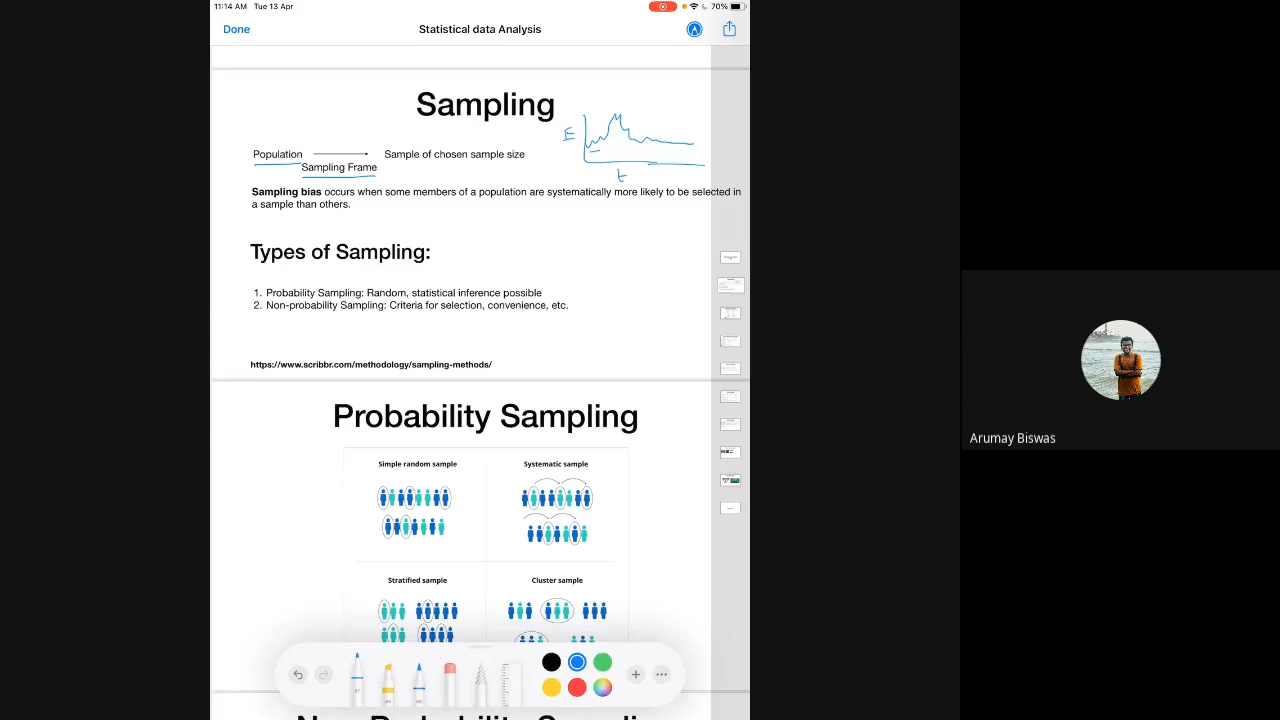 11:14 AM Tue 13 Apr
70%
Done
Statistical data Analysis
Sampling
E
t
Population
Sampling Frame
Sample of chosen sample size
Sampling bias occurs when some members of a population are systematically more likely to be selected in
a sample than others.
Types of Sampling:
1. Probability Sampling: Random, statistical inference possible
2. Non-probability Sampling: Criteria for selection, convenience, etc.
https://www.scribbr.com/methodology/sampling-methods/
Probability Sampling
Simple random sample
Systematic sample
Stratified sample
Cluster sample
Arumay Biswas